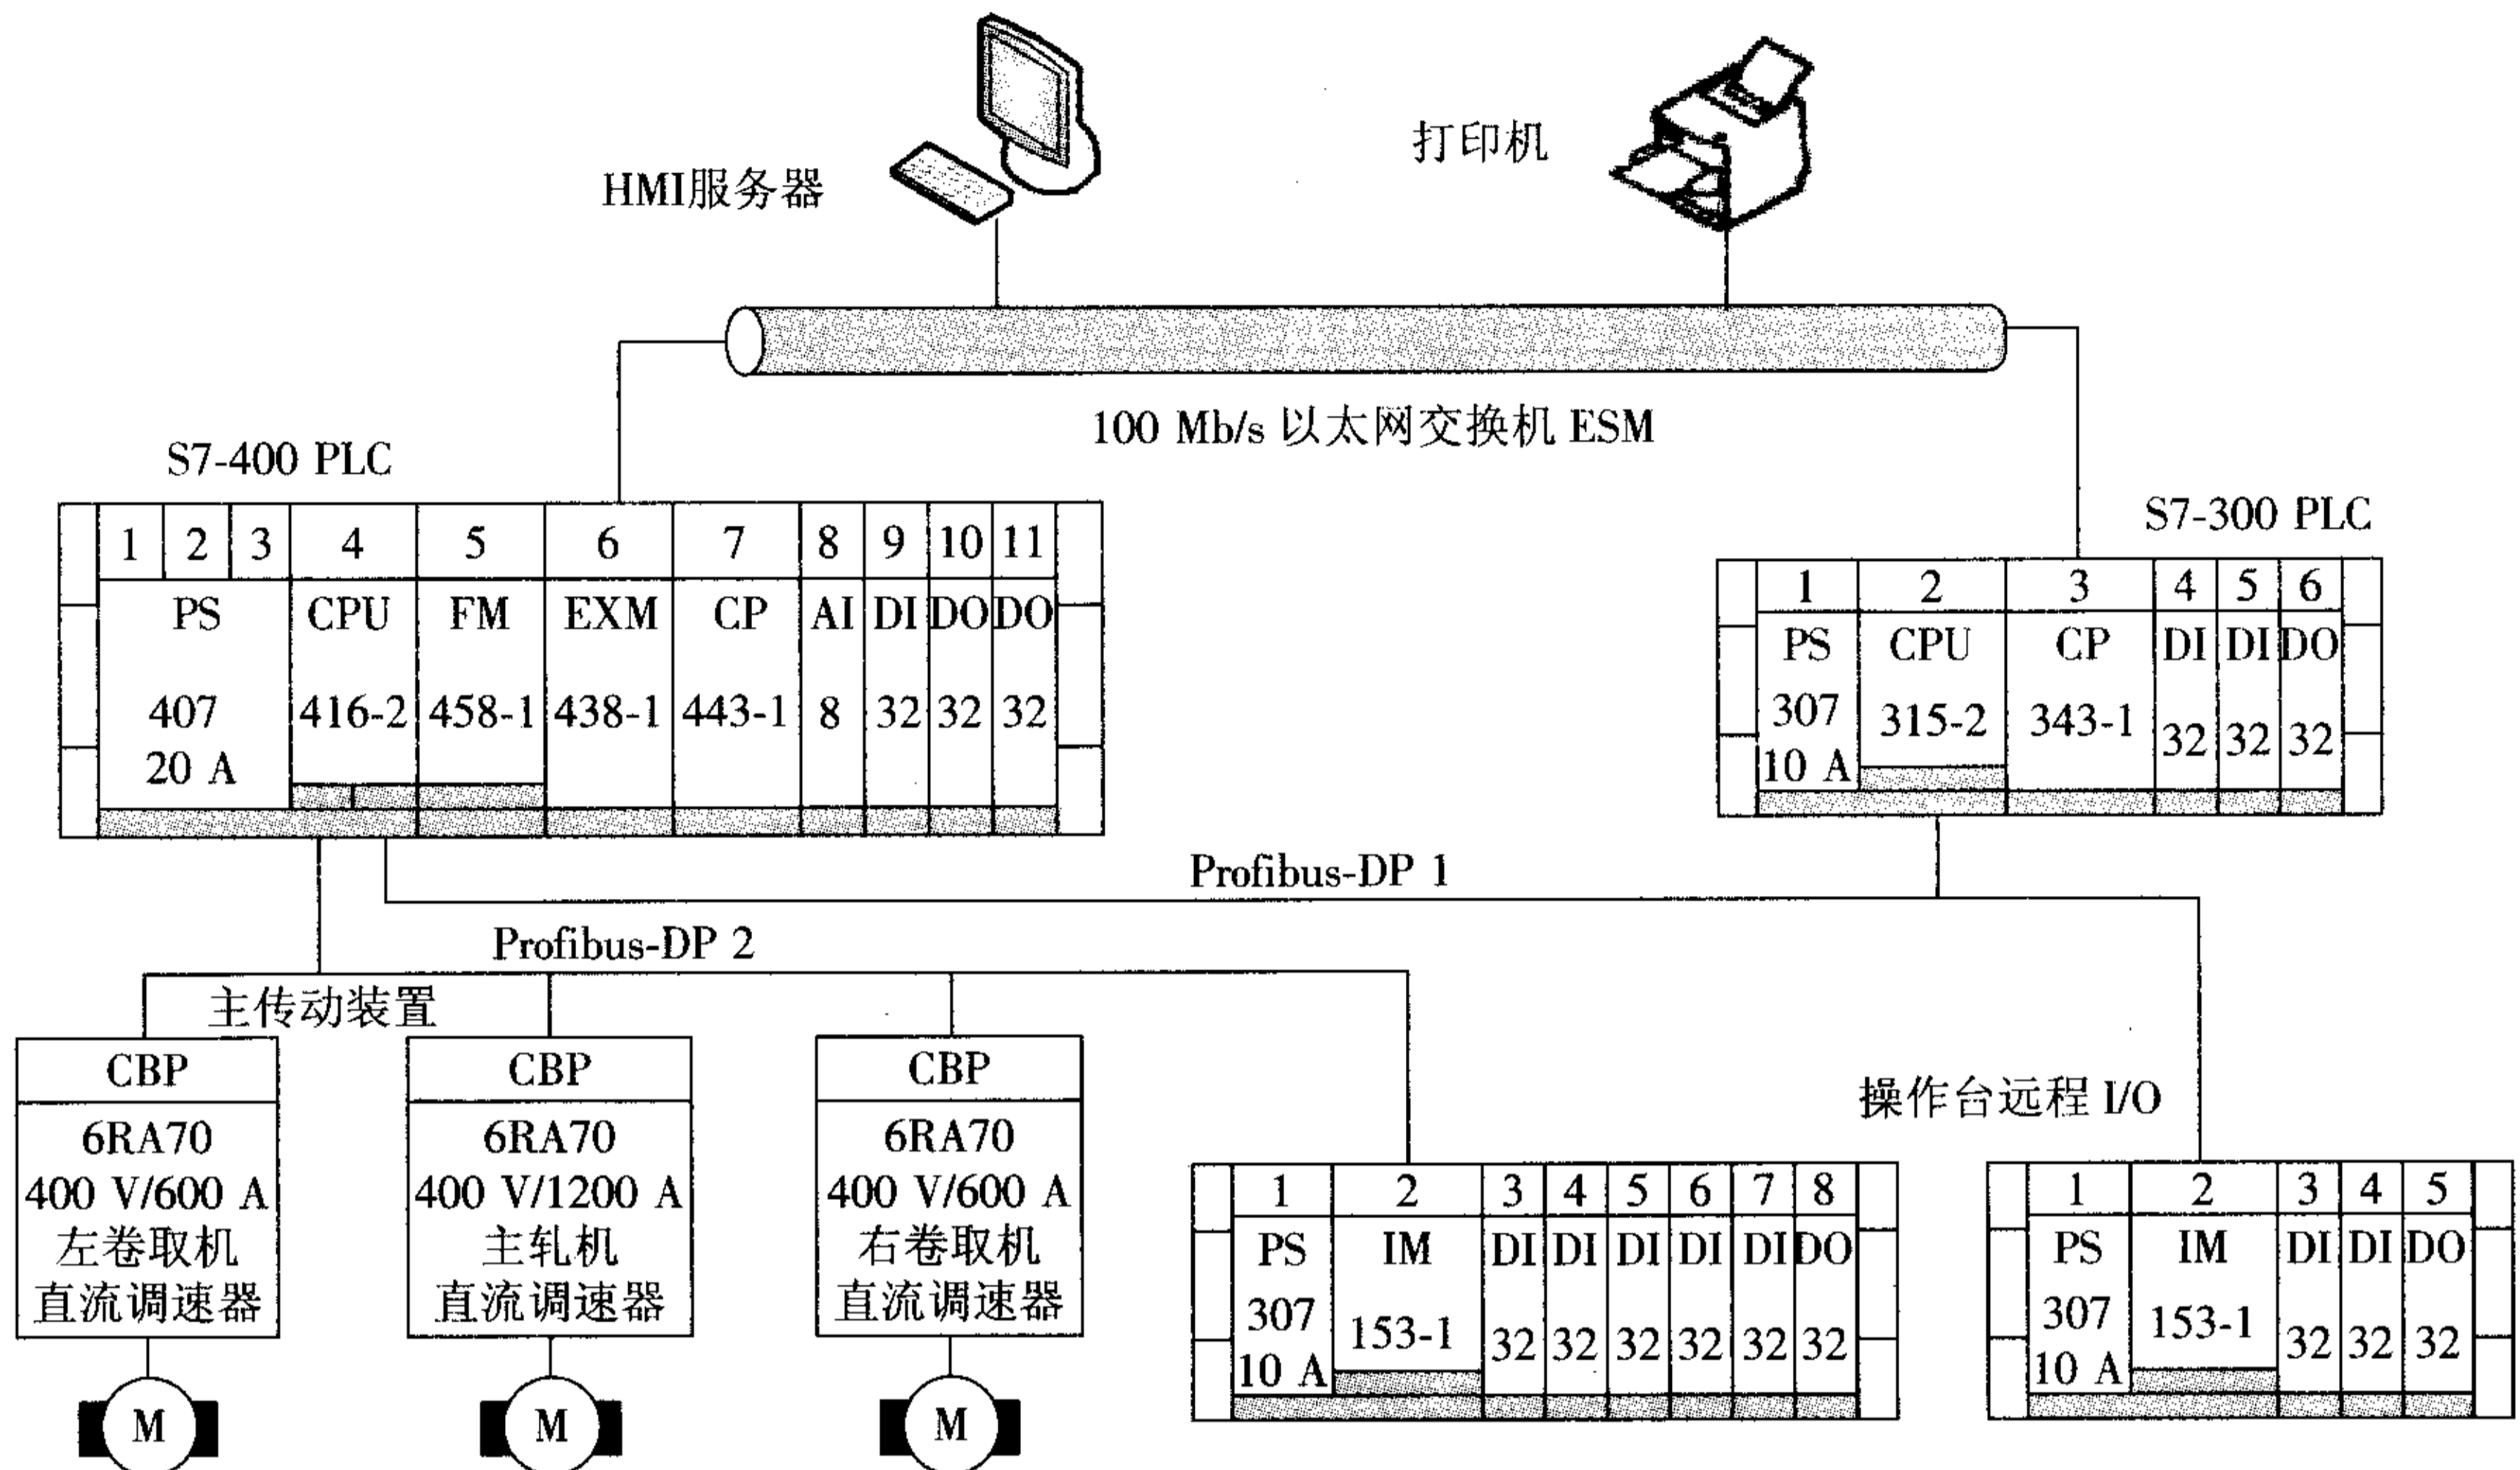 HMI服务器
打印机
100 Mb/s 以太网交换机 ESM
S7-400 PLC
1 2 3 4 5 6 7 8 9 10 11
PS CPU FM EXM CP AI DI DO DO
407 416-2 458-1 438-1 443-1 8 32 32 32
20 A
S7-300 PLC
1 2 3 4 5 6
PS CPU CP DI DI DO
307 315-2 343-1 32 32 32
10 A
Profibus-DP 1
Profibus-DP 2
主传动装置
CBP
6RA70
400 V/600 A
左卷取机
直流调速器
M
CBP
6RA70
400 V/1200 A
主轧机
直流调速器
M
CBP
6RA70
400 V/600 A
右卷取机
直流调速器
M
1 2 3 4 5 6 7 8
PS IM DI DI DI DI DI DO
307 153-1 32 32 32 32 32 32
10 A
操作台远程 I/O
1 2 3 4 5
PS IM DI DI DO
307 153-1 32 32 32
10 A